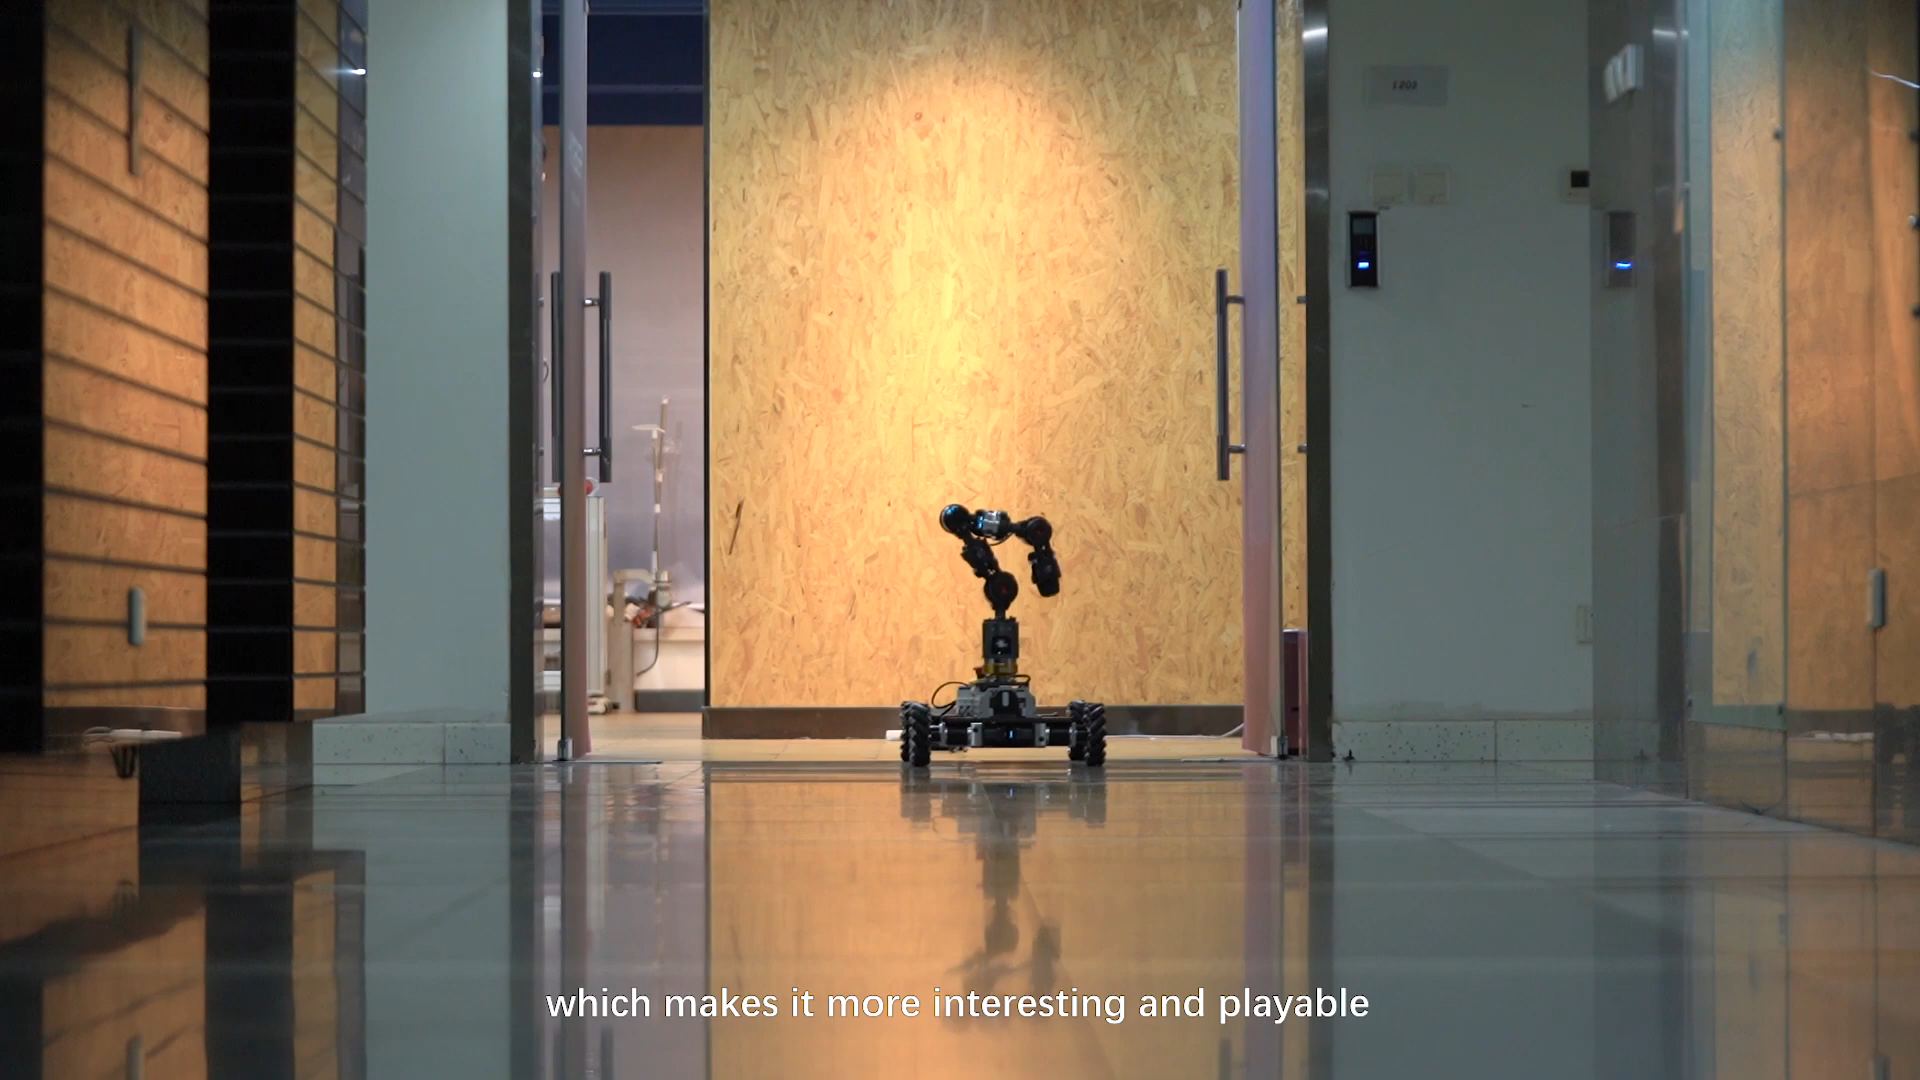 which makes it more interesting and playable